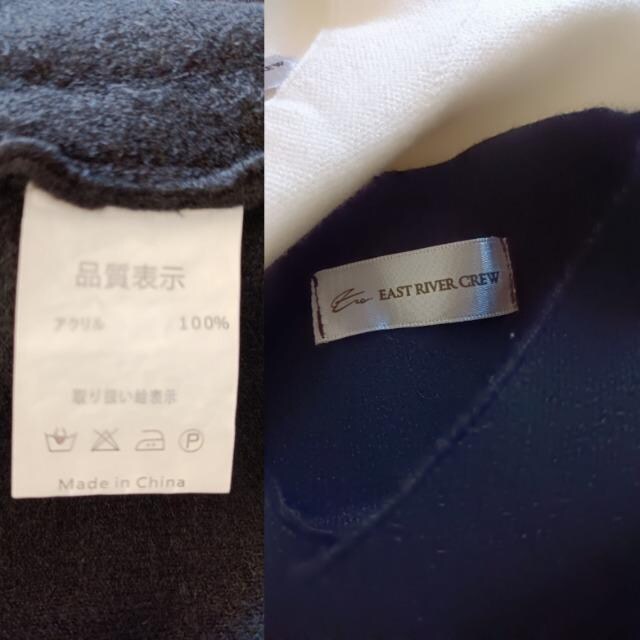 品質表示
アクリル 100%
取り扱い絵表示
Made in China
EAST RIVER CREW